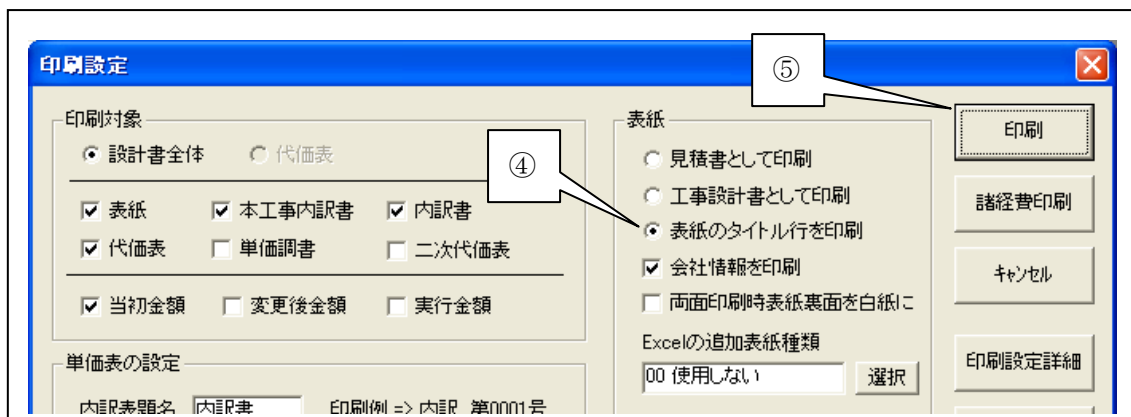 印刷設定
⑤
印刷対象
設計書全体 代価表
④
表紙 本工事内訳書 内訳書
代価表 単価調書 二次代価表
当初金額 変更後金額 実行金額
単価表の設定
内訳表題名 内訳書 印刷例 => 内訳 第0001号
表紙
見積書として印刷
工事設計書として印刷
表紙のタイトル行を印刷
会社情報を印刷
両面印刷時表紙裏面を白紙に
Excelの追加表紙種類
00 使用しない 選択
印刷
諸経費印刷
キャンセル
印刷設定詳細